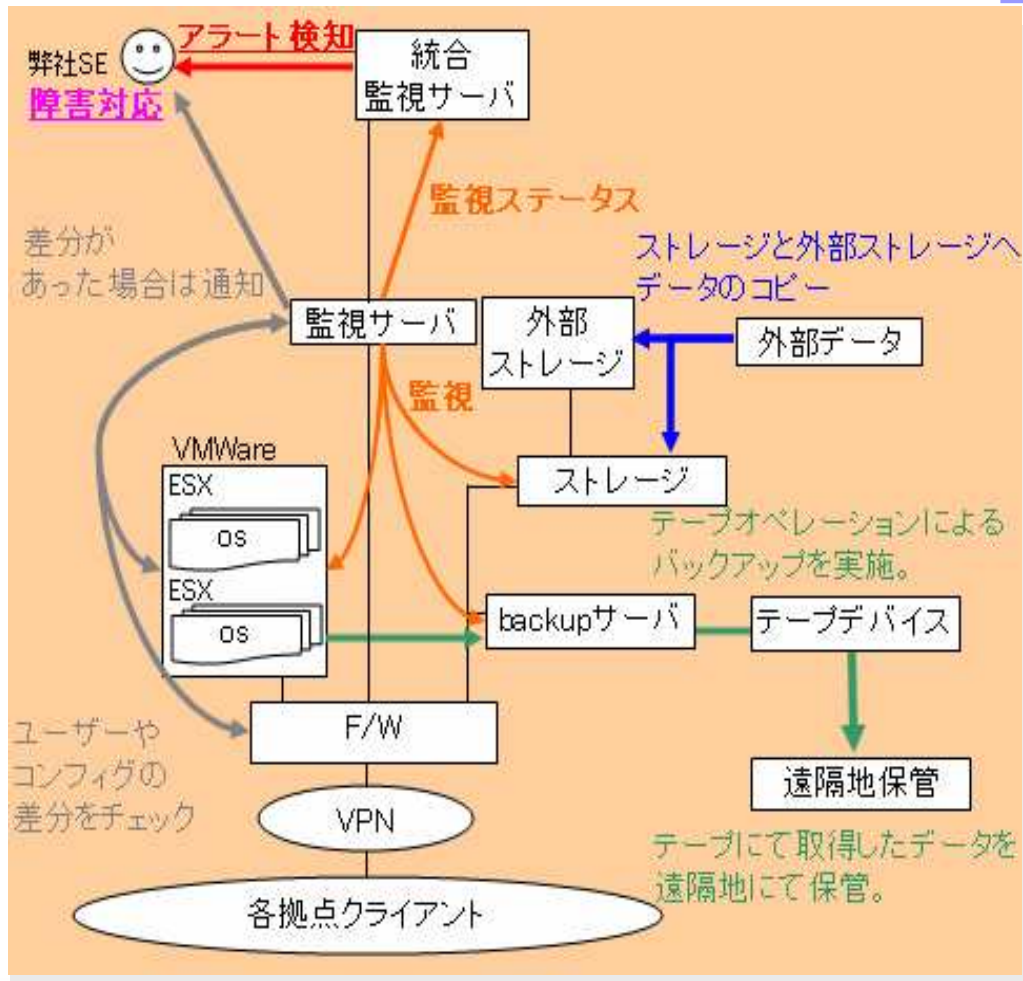 アラート検知
弊社SE
障害対応
統合
監視サーバ
監視ステータス
差分が
あった場合は通知
ストレージと外部ストレージへ
データのコピー
監視サーバ
外部
ストレージ
外部データ
監視
VMWare
ESX
OS
ESX
OS
ストレージ
テープオペレーションによる
バックアップを実施。
backupサーバ
テープデバイス
F/W
ユーザーや
コンフィグの
差分をチェック
遠隔地保管
VPN
テープにて取得したデータを
遠隔地にて保管。
各拠点クライアント